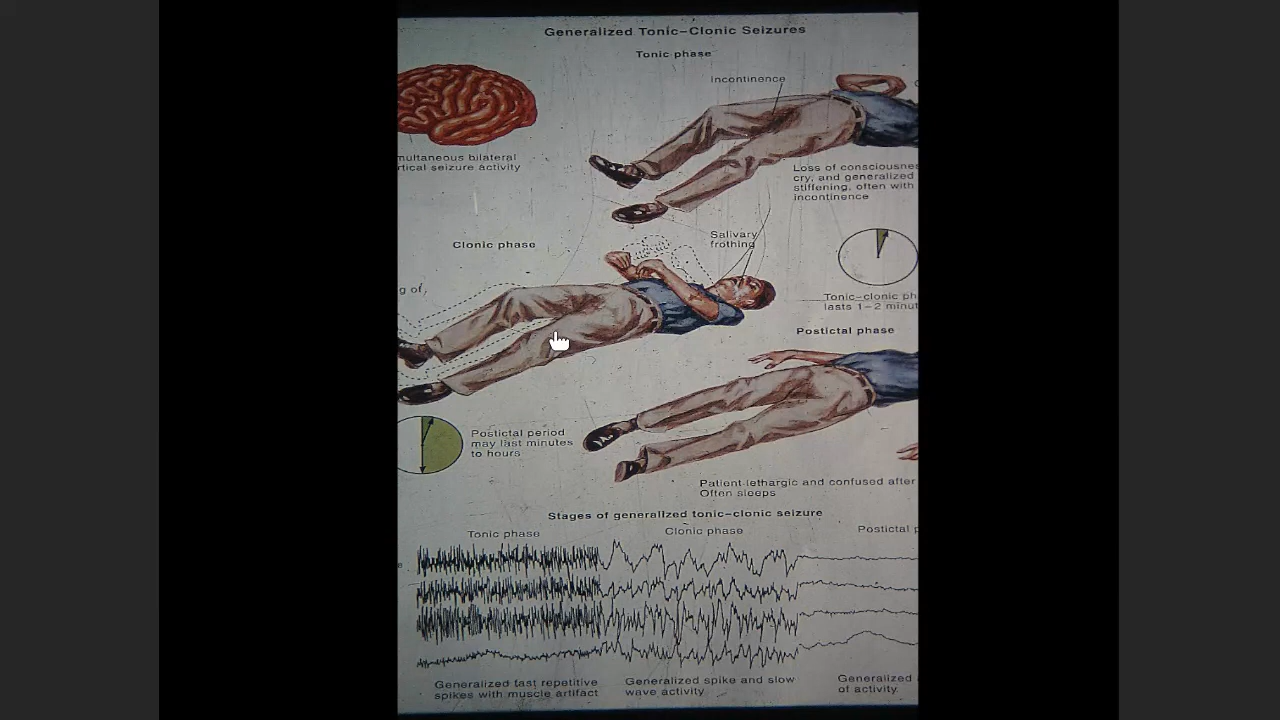 Generalized Tonic–Clonic Seizures
Tonic phase
Incontinence
multaneous bilateral
rtical seizure activity
Loss of consciousnes
cry, and generalized
stiffening, often with
incontinence
Clonic phase
Salivary
frothing
g of,
Tonic–clonic ph
lasts 1–2 minut
Postictal phase
Postictal period
may last minutes
to hours
Patient lethargic and confused after
Often sleeps
Stages of generalized tonic–clonic seizure
Tonic phase
Clonic phase
Postictal p
Generalized fast repetitive
spikes with muscle artifact
Generalized spike and slow
wave activity
Generalized
of activity.